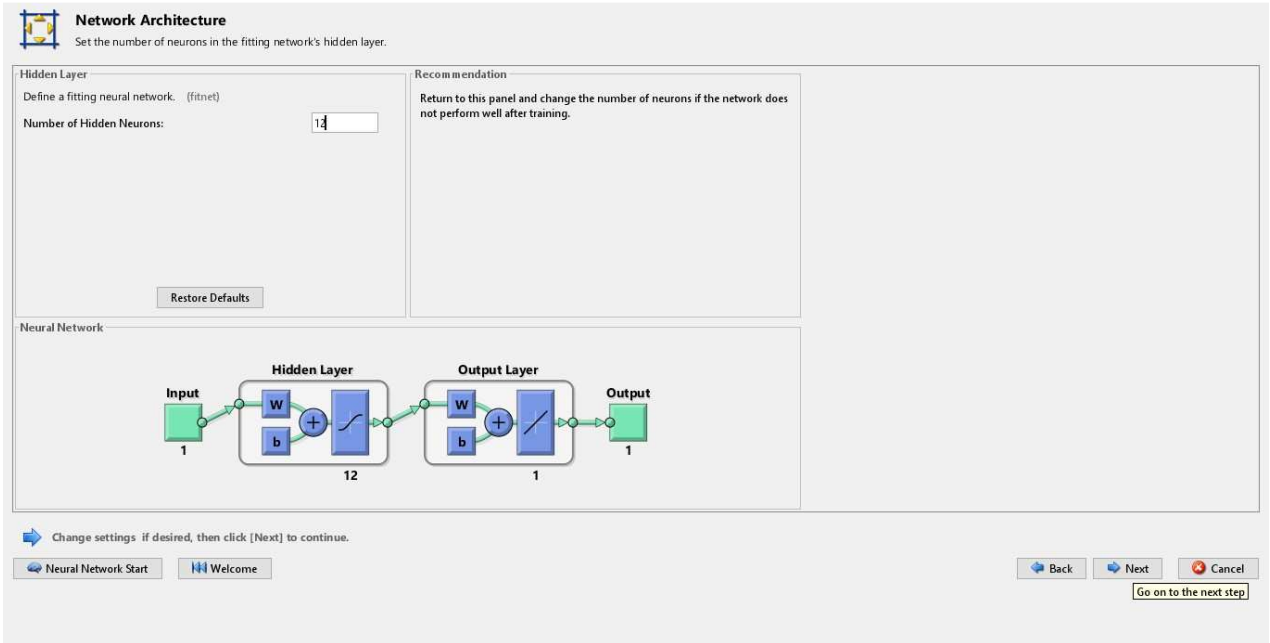 Network Architecture
Set the number of neurons in the fitting network's hidden layer.
Hidden Layer
Define a fitting neural network. (fitnet)
Number of Hidden Neurons: 12
Restore Defaults
Recommendation
Return to this panel and change the number of neurons if the network does
not perform well after training.
Neural Network
Hidden Layer
Output Layer
Input
Output
W
b
+
W
b
+
1
12
1
1
Change settings if desired, then click [Next] to continue.
Neural Network Start
Welcome
Back
Next
Cancel
Go on to the next step